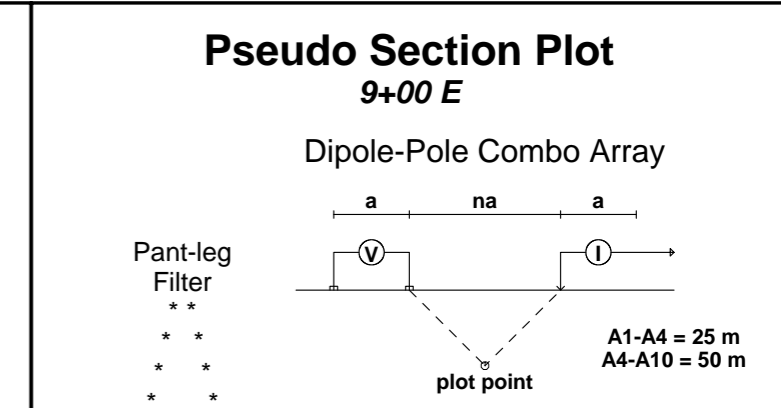 Pseudo Section Plot
9+00 E
Dipole-Pole Combo Array
a na a
V I
Pant-leg
Filter
* *
* *
* *
* *
A1-A4 = 25 m
A4-A10 = 50 m
plot point